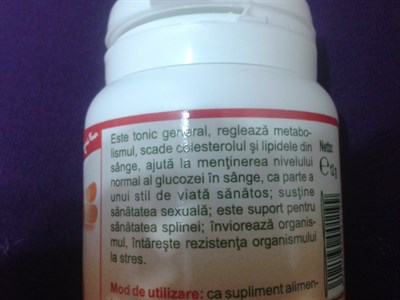 Este tonic general, reglează metabo-
lismul, scade colesterolul și lipidele din
sânge, ajută la menținerea nivelului
normal al glucozei în sânge, ca parte a
unui stil de viată sănătos; susține
sănătatea sexuală; este suport pentru
sănătatea splinei; înviorează organis-
mul, întărește rezistența organismului
la stres.
Mod de utilizare: ca supliment alimen-